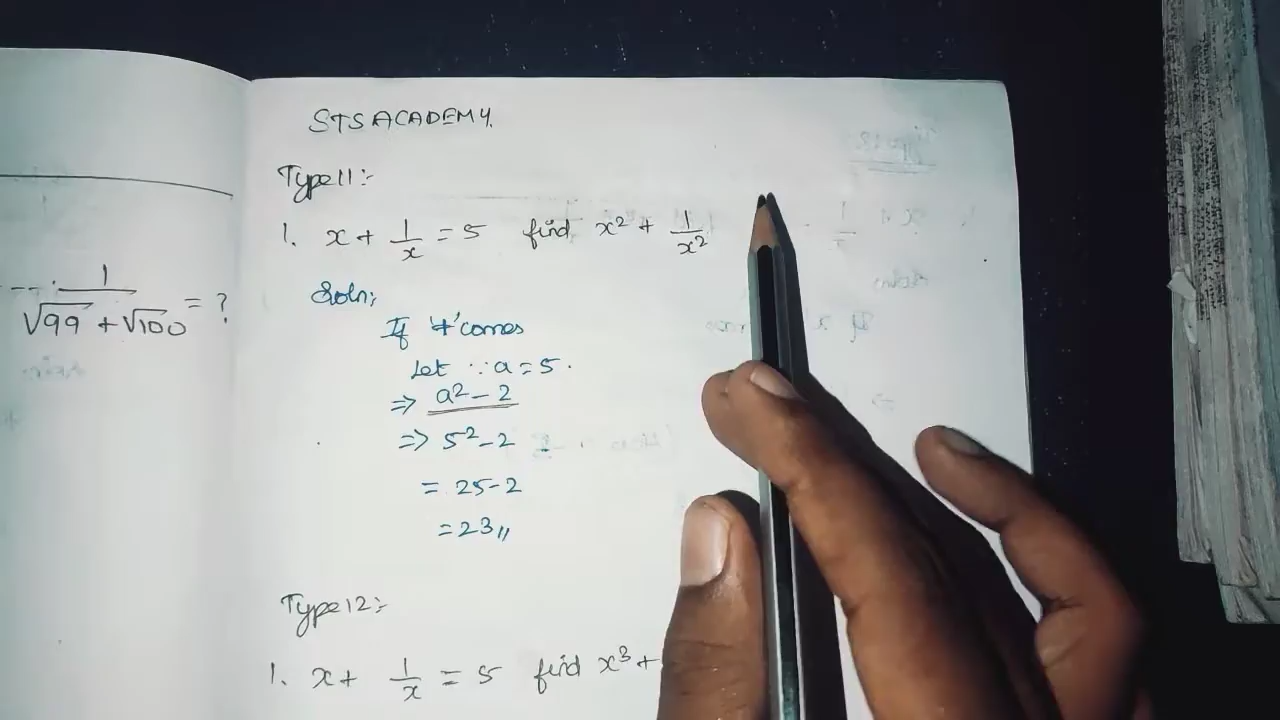 STS ACADEMY.
Type 11:-
1. x + 1/x = 5 find x² + 1/x²
Soln;
If '+' comes
Let ∵ a = 5.
⇒ a² - 2
⇒ 5² - 2
= 25 - 2
= 23,,
Type 12:-
1. x + 1/x = 5 find x³ +
--. 1/(√99 + √100) = ?